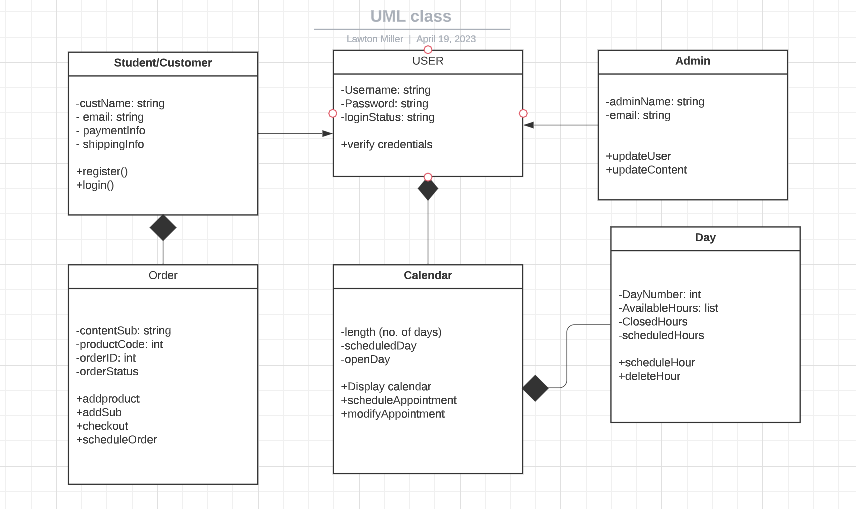 UML class
Lawton Miller | April 19, 2023
Student/Customer
-custName: string
- email: string
- paymentInfo
- shippingInfo
+register()
+login()
USER
-Username: string
-Password: string
-loginStatus: string
+verify credentials
Admin
-adminName: string
-email: string
+updateUser
+updateContent
Order
-contentSub: string
-productCode: int
-orderID: int
-orderStatus
+addproduct
+addSub
+checkout
+scheduleOrder
Calendar
-length (no. of days)
-scheduledDay
-openDay
+Display calendar
+scheduleAppointment
+modifyAppointment
Day
-DayNumber: int
-AvailableHours: list
-ClosedHours
-scheduledHours
+scheduleHour
+deleteHour